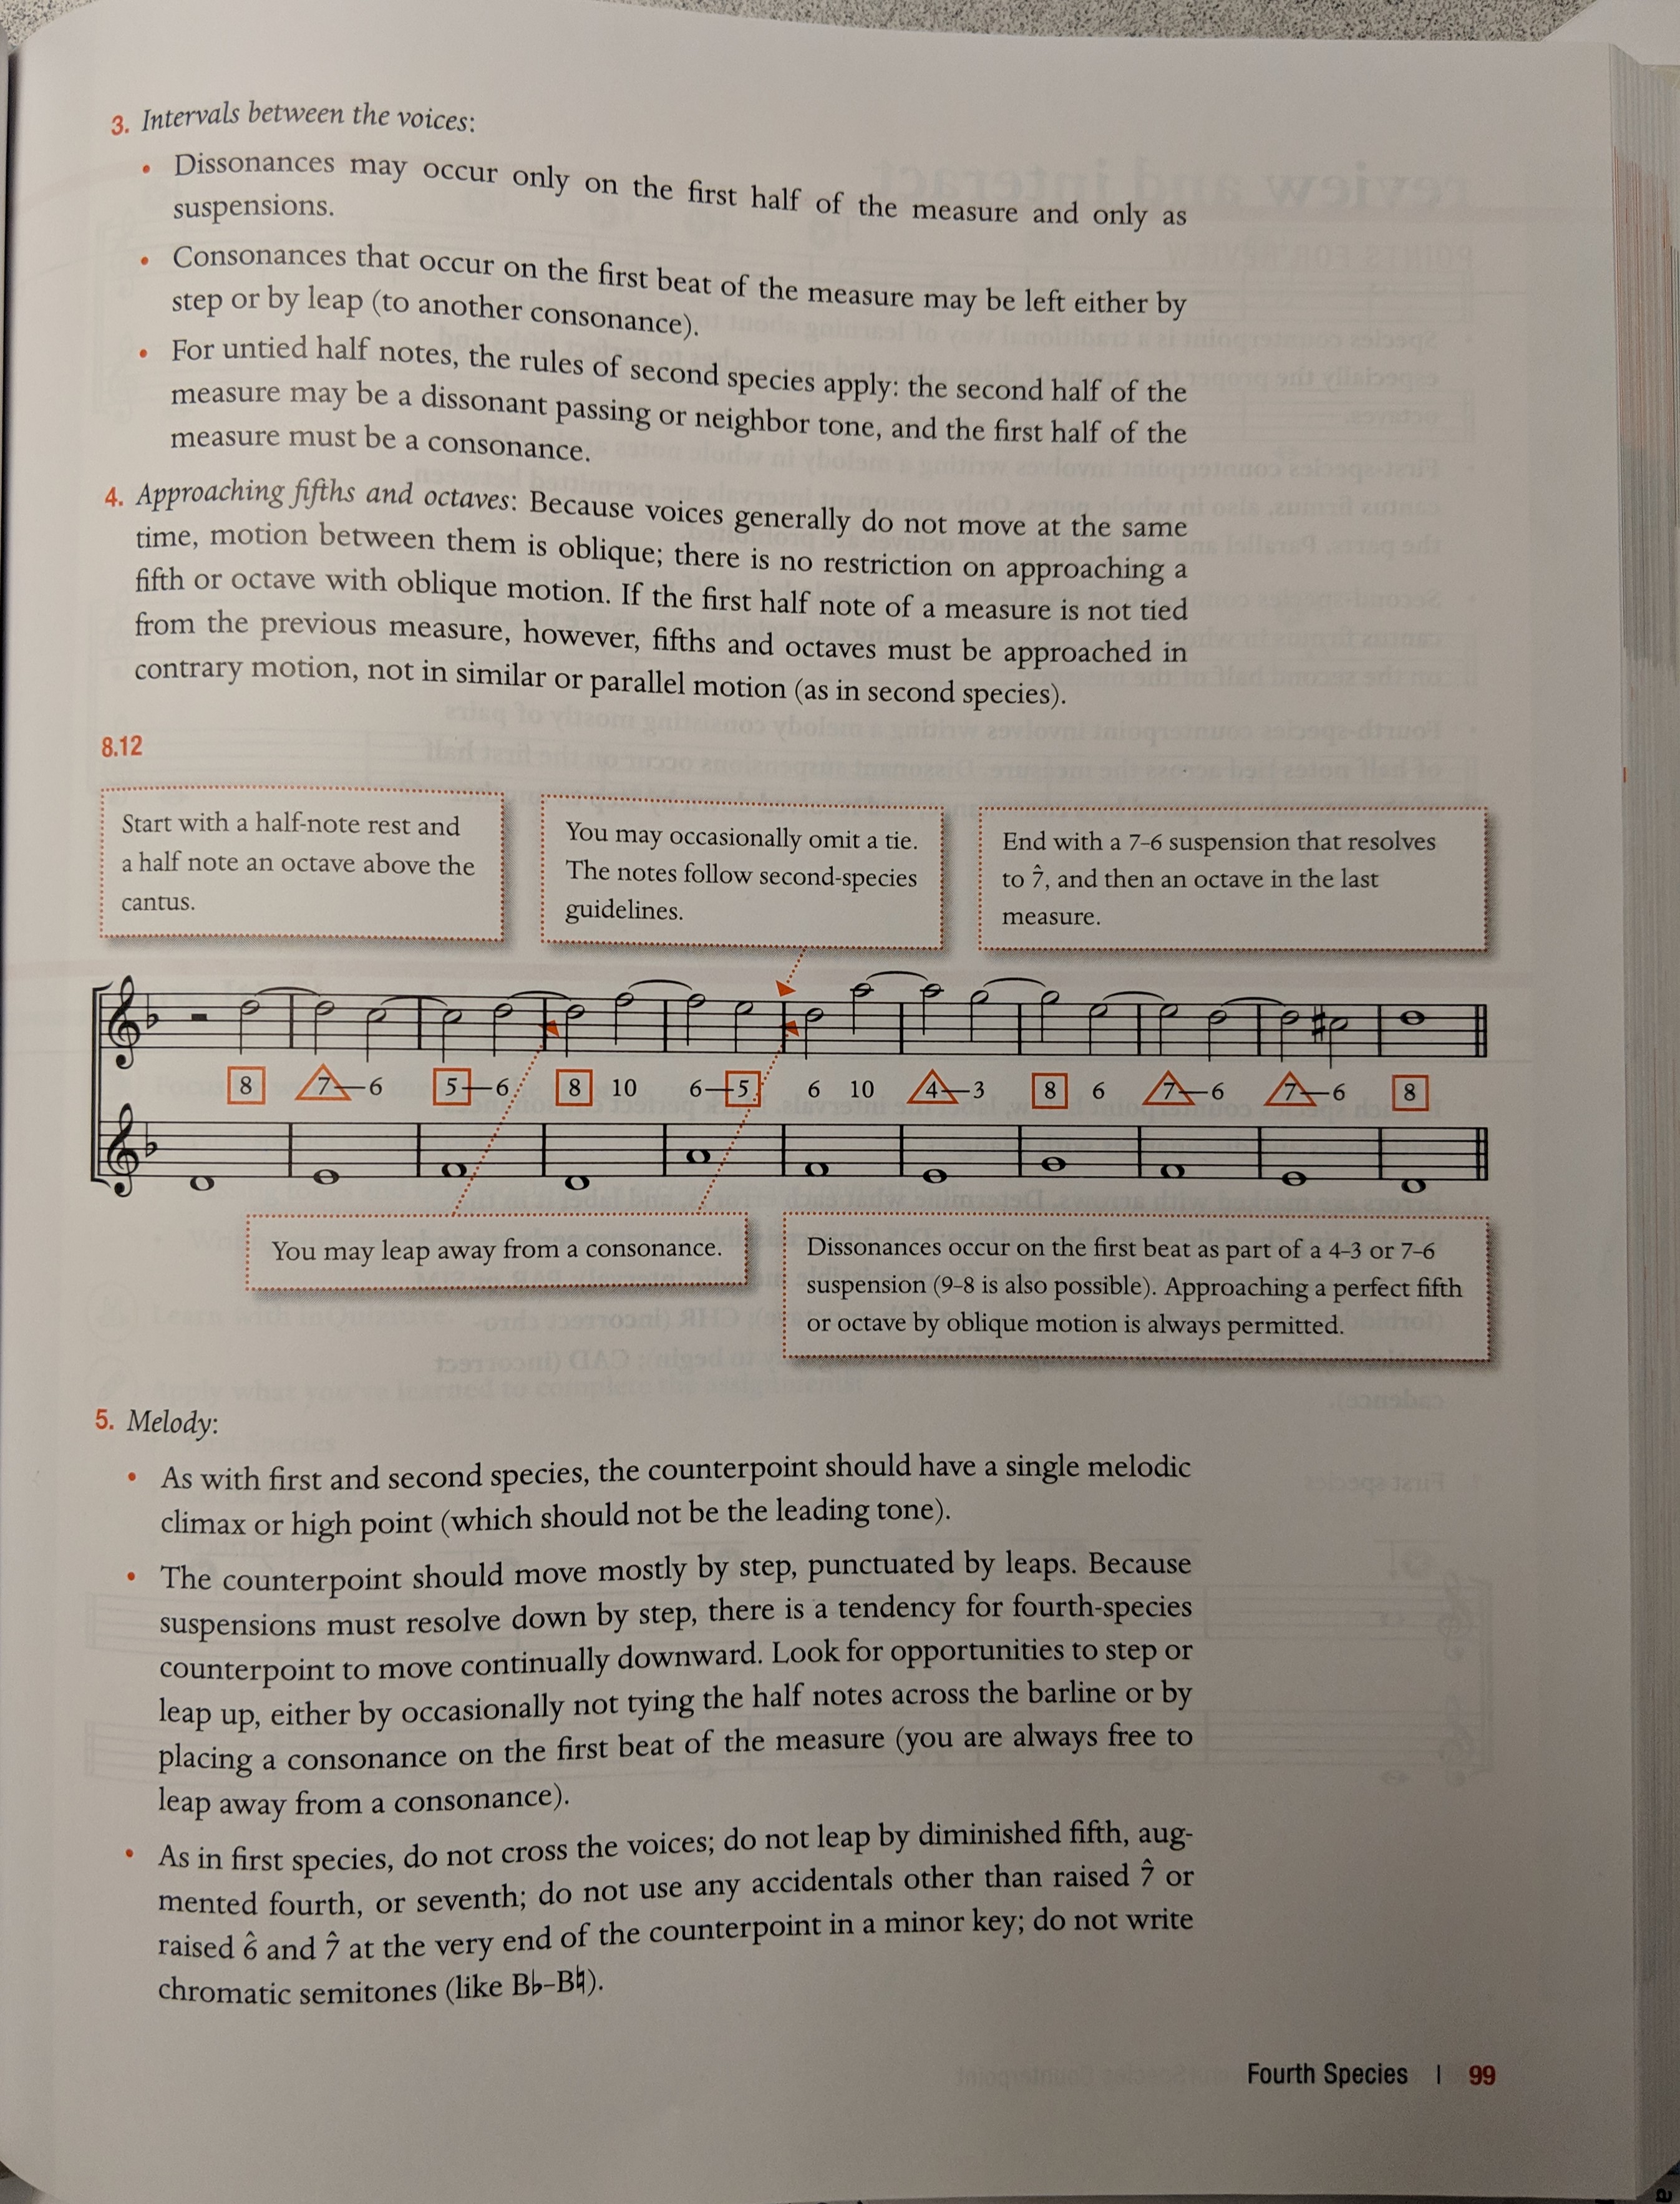 3. Intervals between the voices:
• Dissonances may occur only on the first half of the measure and only as
suspensions.
• Consonances that occur on the first beat of the measure may be left either by
step or by leap (to another consonance).
• For untied half notes, the rules of second species apply: the second half of the
measure may be a dissonant passing or neighbor tone, and the first half of the
measure must be a consonance.
4. Approaching fifths and octaves: Because voices generally do not move at the same
time, motion between them is oblique; there is no restriction on approaching a
fifth or octave with oblique motion. If the first half note of a measure is not tied
from the previous measure, however, fifths and octaves must be approached in
contrary motion, not in similar or parallel motion (as in second species).
8.12
Start with a half-note rest and
a half note an octave above the
cantus.
You may occasionally omit a tie.
The notes follow second-species
guidelines.
End with a 7–6 suspension that resolves
to 7̂, and then an octave in the last
measure.
8 7–6 5–6 8 10 6–5 6 10 4–3 8 6 7–6 7–6 8
You may leap away from a consonance.
Dissonances occur on the first beat as part of a 4–3 or 7–6
suspension (9–8 is also possible). Approaching a perfect fifth
or octave by oblique motion is always permitted.
5. Melody:
• As with first and second species, the counterpoint should have a single melodic
climax or high point (which should not be the leading tone).
• The counterpoint should move mostly by step, punctuated by leaps. Because
suspensions must resolve down by step, there is a tendency for fourth-species
counterpoint to move continually downward. Look for opportunities to step or
leap up, either by occasionally not tying the half notes across the barline or by
placing a consonance on the first beat of the measure (you are always free to
leap away from a consonance).
• As in first species, do not cross the voices; do not leap by diminished fifth, aug-
mented fourth, or seventh; do not use any accidentals other than raised 7̂ or
raised 6̂ and 7̂ at the very end of the counterpoint in a minor key; do not write
chromatic semitones (like B♭–B♮).
Fourth Species | 99